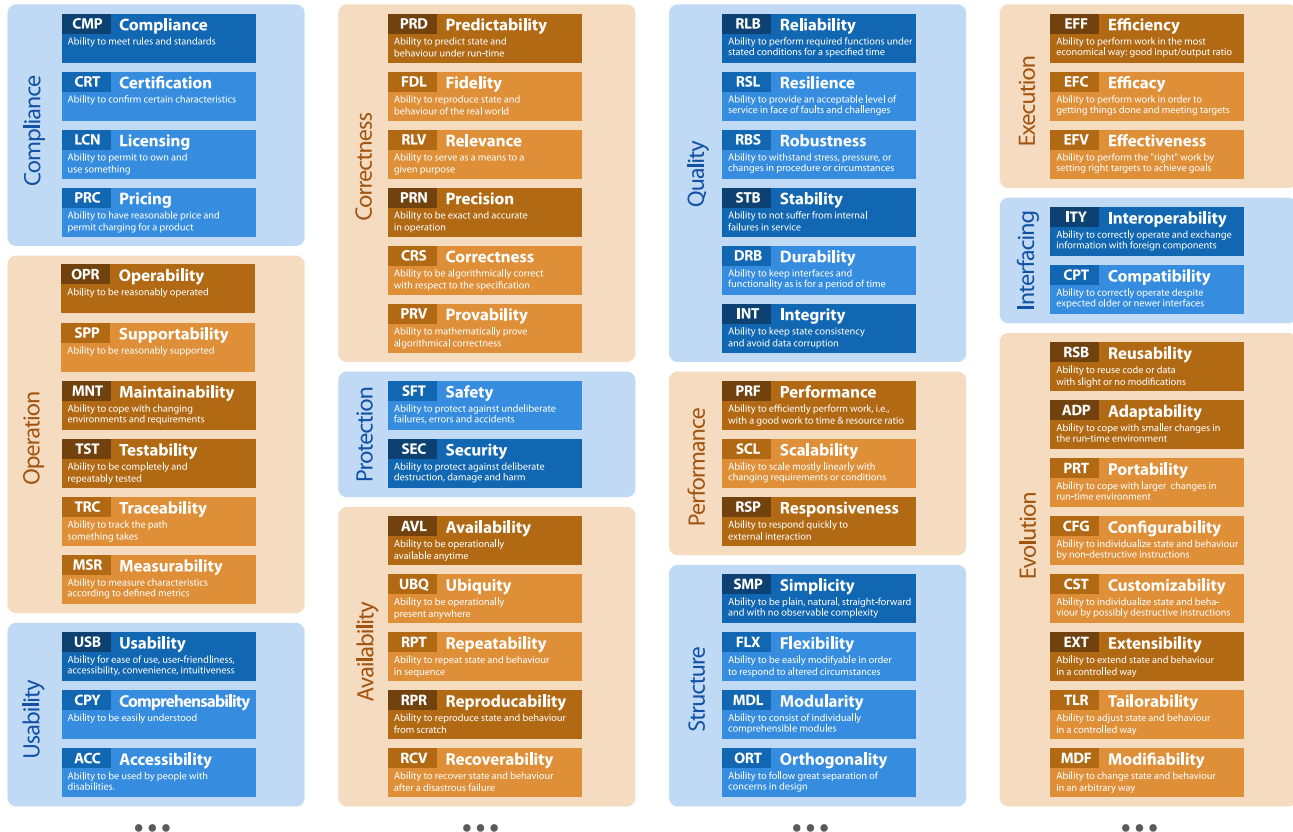 Compliance
CMP Compliance
Ability to meet rules and standards
CRT Certification
Ability to confirm certain characteristics
LCN Licensing
Ability to permit to own and
use something
PRC Pricing
Ability to have reasonable price and
permit charging for a product
Operation
OPR Operability
Ability to be reasonably operated
SPP Supportability
Ability to be reasonably supported
MNT Maintainability
Ability to cope with changing
environments and requirements
TST Testability
Ability to be completely and
repeatably tested
TRC Traceability
Ability to track the path
something takes
MSR Measurability
Ability to measure characteristics
according to defined metrics
Usability
USB Usability
Ability for ease of use, user-friendliness,
accessibility, convenience, intuitiveness
CPY Comprehensability
Ability to be easily understood
ACC Accessibility
Ability to be used by people with
disabilities.
•••
Correctness
PRD Predictability
Ability to predict state and
behaviour under run-time
FDL Fidelity
Ability to reproduce state and
behaviour of the real world
RLV Relevance
Ability to serve as a means to a
given purpose
PRN Precision
Ability to be exact and accurate
in operation
CRS Correctness
Ability to be algorithmically correct
with respect to the specification
PRV Provability
Ability to mathematically prove
algorithmical correctness
Protection
SFT Safety
Ability to protect against undeliberate
failures, errors and accidents
SEC Security
Ability to protect against deliberate
destruction, damage and harm
Availability
AVL Availability
Ability to be operationally
available anytime
UBQ Ubiquity
Ability to be operationally
present anywhere
RPT Repeatability
Ability to repeat state and behaviour
in sequence
RPR Reproducability
Ability to reproduce state and behaviour
from scratch
RCV Recoverability
Ability to recover state and behaviour
after a disastrous failure
•••
Quality
RLB Reliability
Ability to perform required functions under
stated conditions for a specified time
RSL Resilience
Ability to provide an acceptable level of
service in face of faults and challenges
RBS Robustness
Ability to withstand stress, pressure, or
changes in procedure or circumstances
STB Stability
Ability to not suffer from internal
failures in service
DRB Durability
Ability to keep interfaces and
functionality as is for a period of time
INT Integrity
Ability to keep state consistency
and avoid data corruption
Performance
PRF Performance
Ability to efficiently perform work, i.e.,
with a good work to time & resource ratio
SCL Scalability
Ability to scale mostly linearly with
changing requirements or conditions
RSP Responsiveness
Ability to respond quickly to
external interaction
Structure
SMP Simplicity
Ability to be plain, natural, straight-forward
and with no observable complexity
FLX Flexibility
Ability to be easily modifyable in order
to respond to altered circumstances
MDL Modularity
Ability to consist of individually
comprehensible modules
ORT Orthogonality
Ability to follow great separation of
concerns in design
•••
Execution
EFF Efficiency
Ability to perform work in the most
economical way: good input/output ratio
EFC Efficacy
Ability to perform work in order to
getting things done and meeting targets
EFV Effectiveness
Ability to perform the "right" work by
setting right targets to achieve goals
Interfacing
ITY Interoperability
Ability to correctly operate and exchange
information with foreign components
CPT Compatibility
Ability to correctly operate despite
expected older or newer interfaces
Evolution
RSB Reusability
Ability to reuse code or data
with slight or no modifications
ADP Adaptability
Ability to cope with smaller changes in
the run-time environment
PRT Portability
Ability to cope with larger changes in
run-time environment
CFG Configurability
Ability to individualize state and behaviour
by non-destructive instructions
CST Customizability
Ability to individualize state and beha-
viour by possibly destructive instructions
EXT Extensibility
Ability to extend state and behaviour
in a controlled way
TLR Tailorability
Ability to adjust state and behaviour
in a controlled way
MDF Modifiability
Ability to change state and behaviour
in an arbitrary way
•••